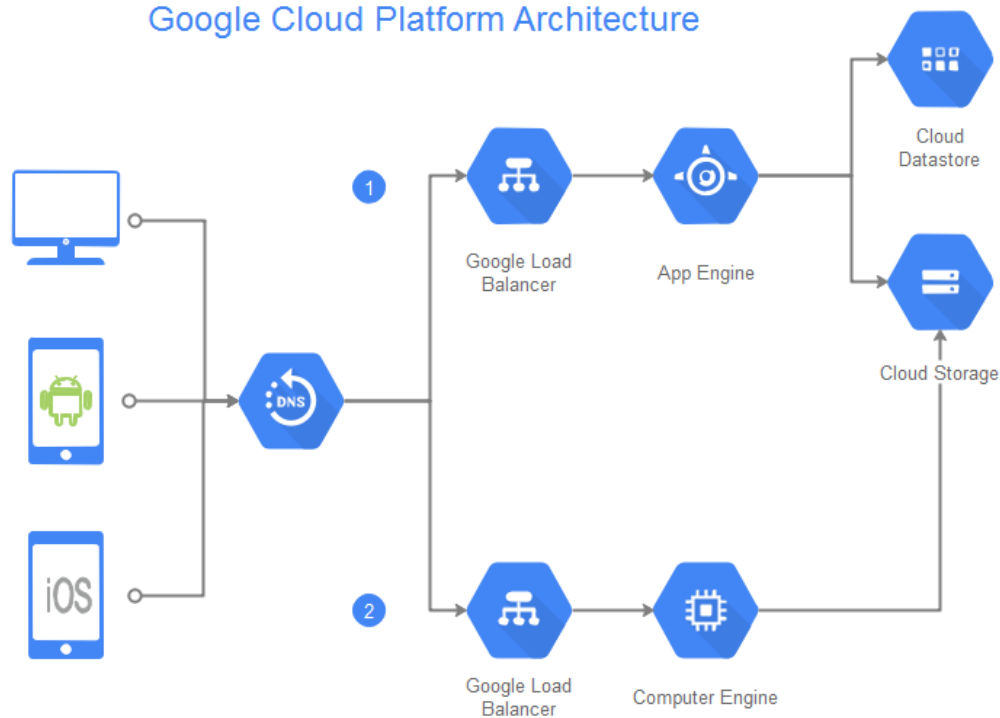 Google Cloud Platform Architecture
Cloud
Datastore
1
Google Load
Balancer
App Engine
Cloud Storage
DNS
iOS
2
Google Load
Balancer
Computer Engine